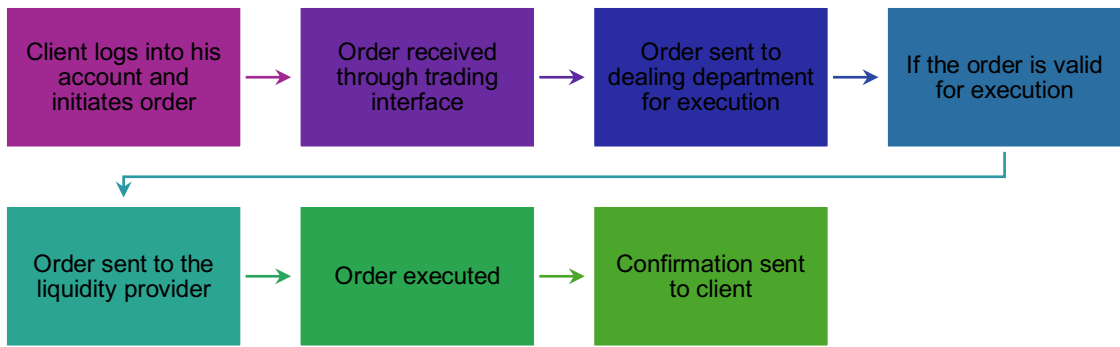 Client logs into his
account and
initiates order
Order received
through trading
interface
Order sent to
dealing department
for execution
If the order is valid
for execution
Order sent to the
liquidity provider
Order executed
Confirmation sent
to client